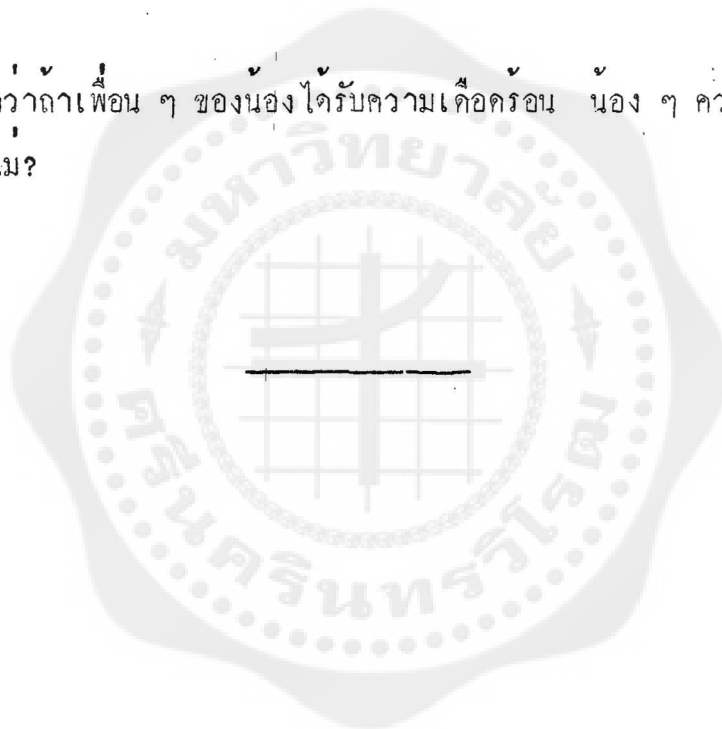 ว่าถ้าเพื่อน ๆ ของน้องได้รับความเดือดร้อน น้อง ๆ คว
ม่?
มหาวิทยาลัย
ศรีนครินทรวิโรฒ